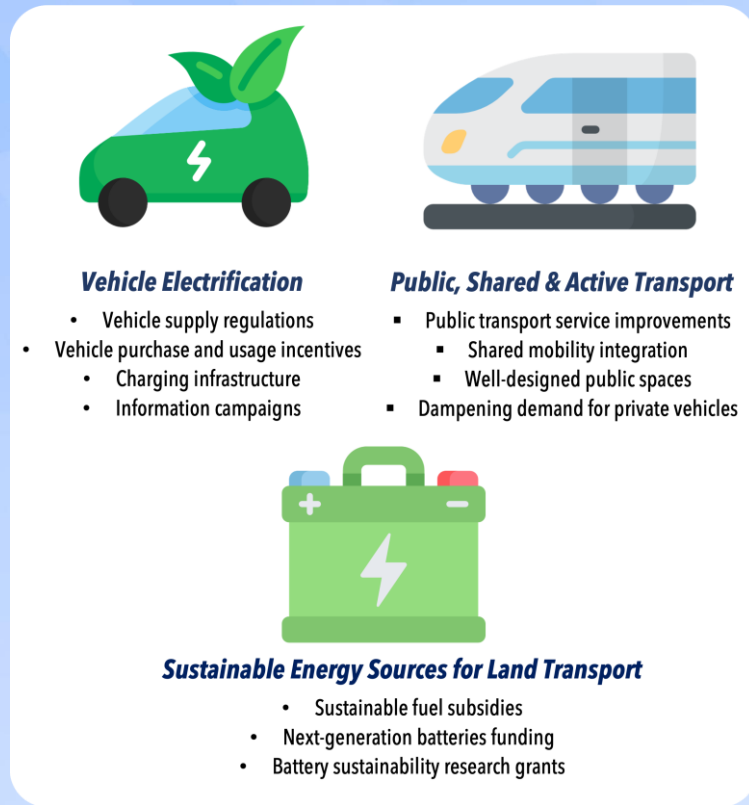 Vehicle Electrification
• Vehicle supply regulations
• Vehicle purchase and usage incentives
• Charging infrastructure
• Information campaigns
Public, Shared & Active Transport
▪ Public transport service improvements
▪ Shared mobility integration
▪ Well-designed public spaces
▪ Dampening demand for private vehicles
+ −
Sustainable Energy Sources for Land Transport
• Sustainable fuel subsidies
• Next-generation batteries funding
• Battery sustainability research grants